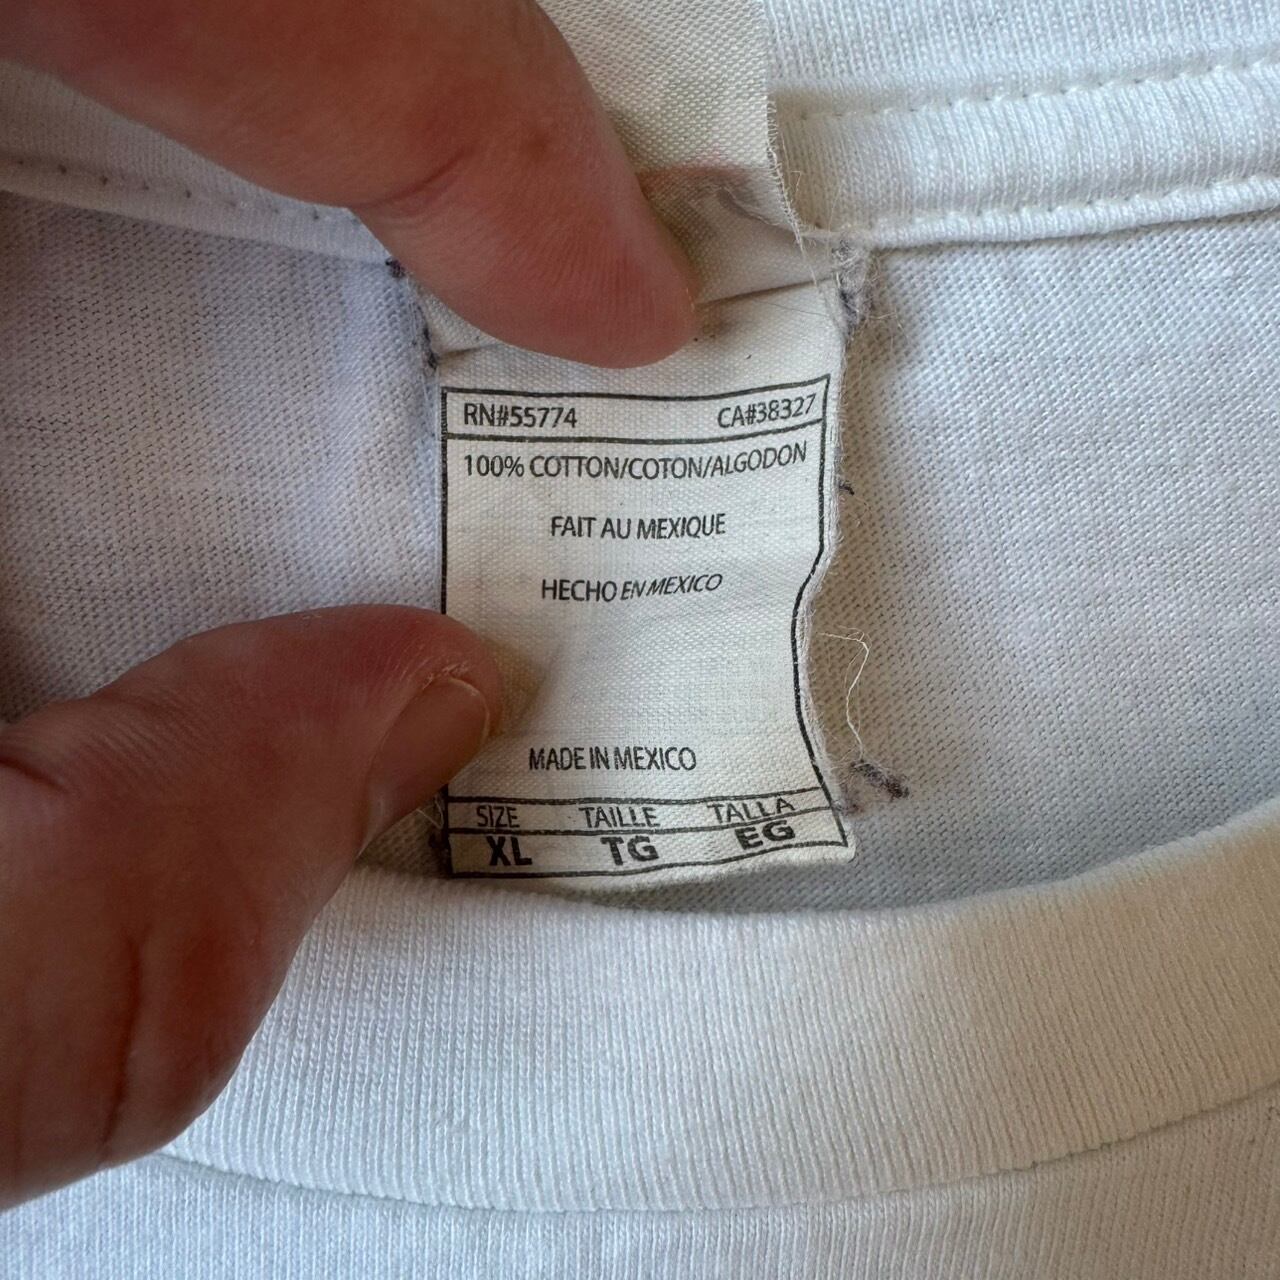 RN#55774 CA#38327
100% COTTON/COTON/ALGODON
FAIT AU MEXIQUE
HECHO EN MEXICO
MADE IN MEXICO
SIZE TAILLE TALLA
XL TG EG